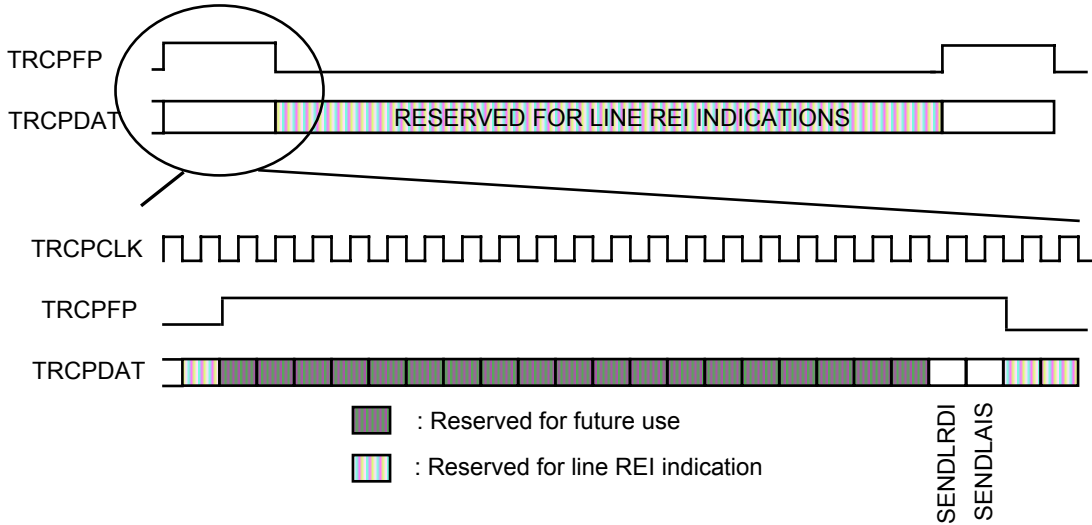 TRCPFP
TRCPDAT
RESERVED FOR LINE REI INDICATIONS
TRCPCLK
TRCPFP
TRCPDAT
: Reserved for future use
: Reserved for line REI indication
SENDLRDI
SENDLAIS